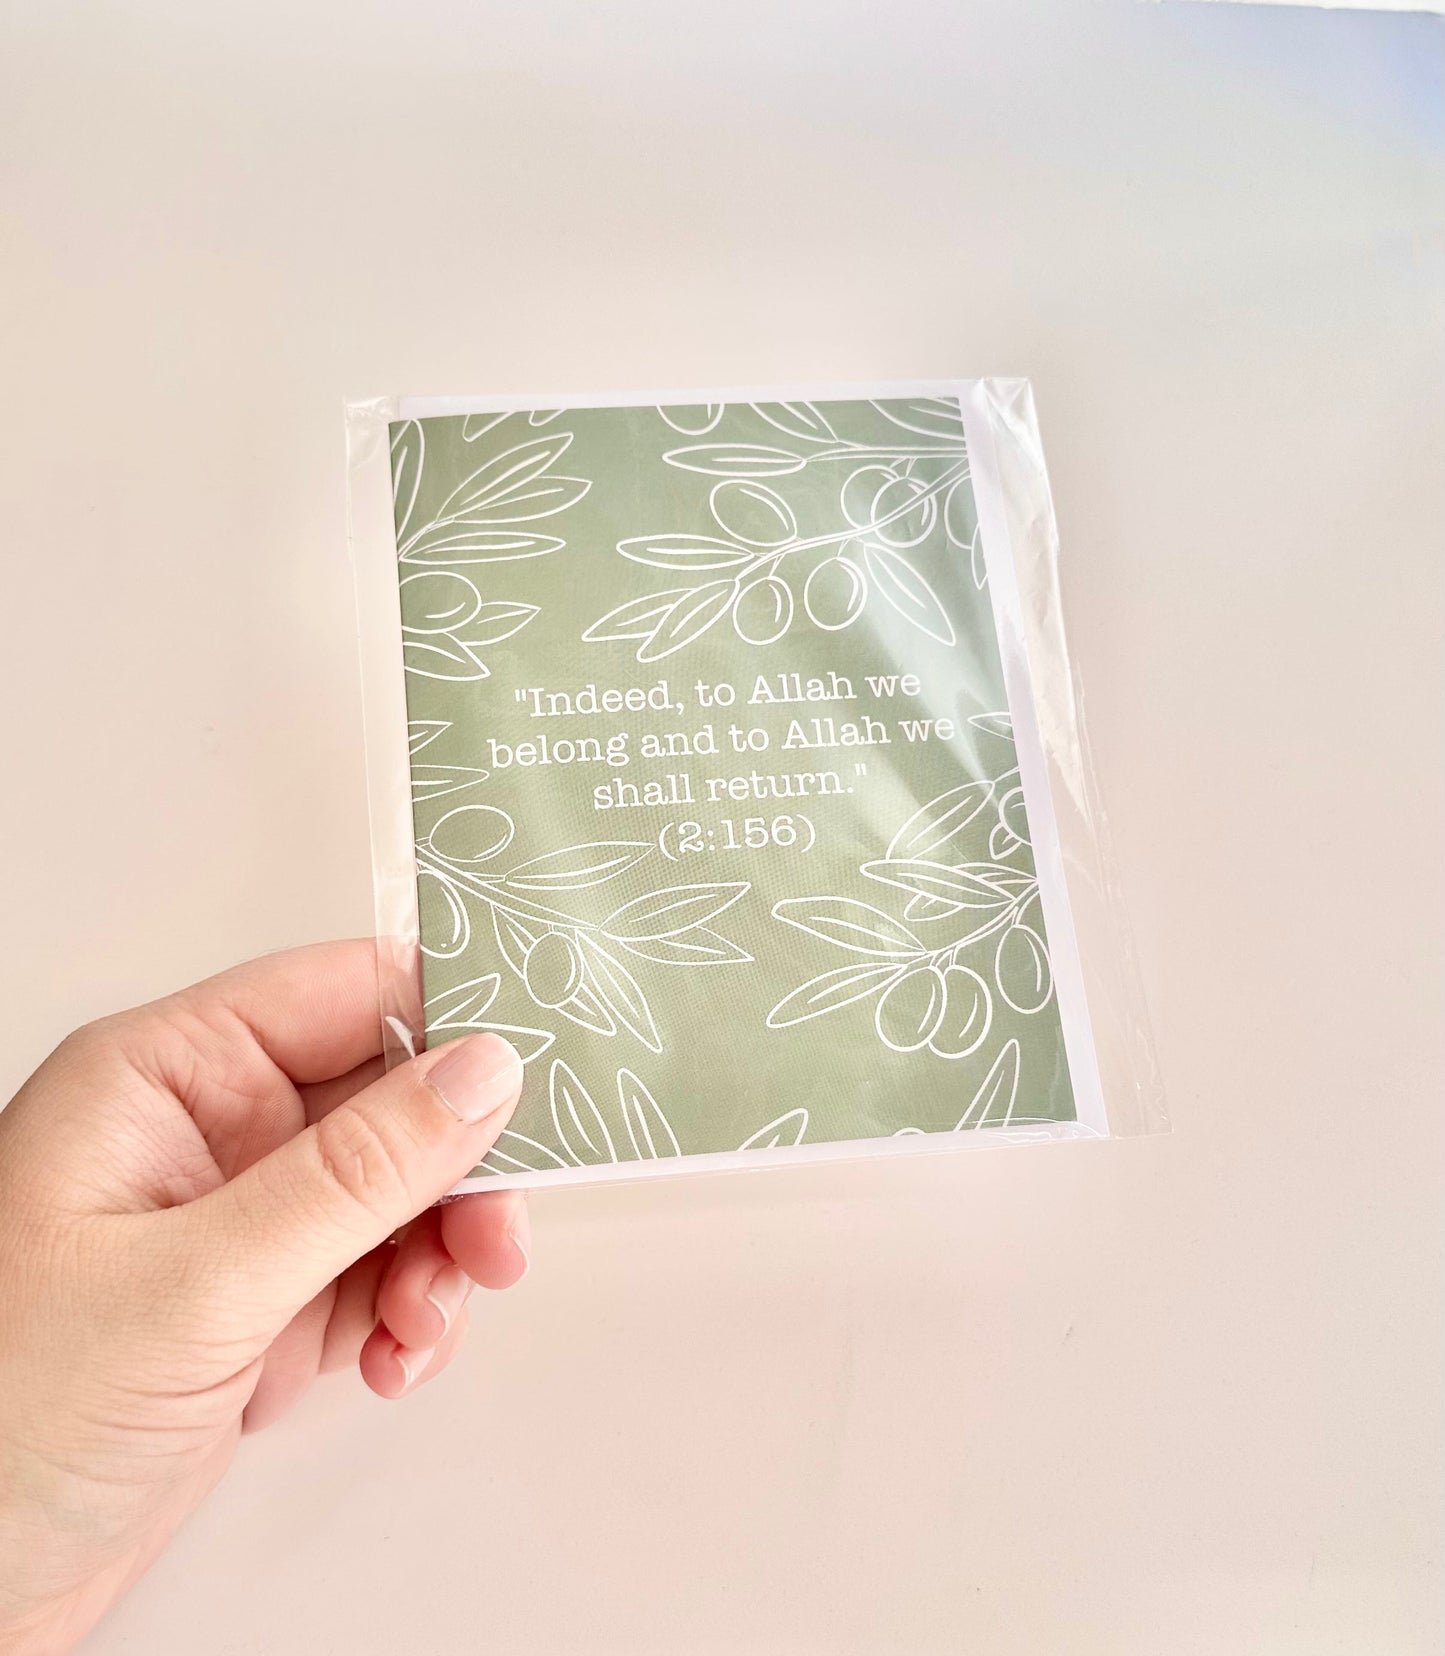 "Indeed, to Allah we
belong and to Allah we
shall return."
(2:156)